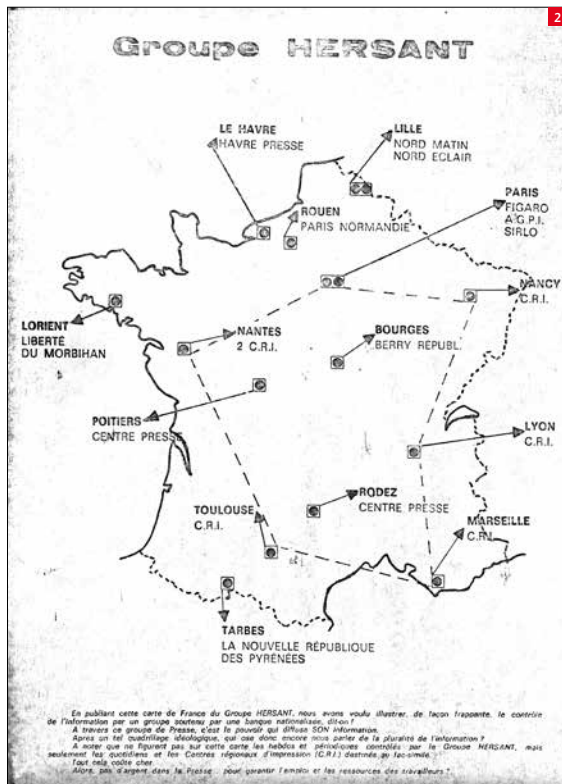 2
Groupe HERSANT
LE HAVRE
HAVRE PRESSE
LILLE
NORD MATIN
NORD ECLAIR
ROUEN
PARIS NORMANDIE
PARIS
FIGARO
A.G.P.I.
SIRLO
NANCY
C.R.I.
LORIENT
LIBERTÉ
DU MORBIHAN
NANTES
2 C.R.I.
BOURGES
BERRY RÉPUBL.
POITIERS
CENTRE PRESSE
LYON
C.R.I.
TOULOUSE
C.R.I.
RODEZ
CENTRE PRESSE
MARSEILLE
C.R.I.
TARBES
LA NOUVELLE RÉPUBLIQUE
DES PYRÉNÉES
En publiant cette carte de France du Groupe HERSANT, nous avons voulu illustrer, de façon frappante, le contrôle
de l'information par un groupe soutenu par une banque nationalisée, dit-on !
A travers ce groupe de Presse, c'est le pouvoir qui diffuse SON information.
Après un tel quadrillage idéologique, qui ose donc encore nous parler de la pluralité de l'information ?
A noter que ne figurent pas sur cette carte les hebdos et périodiques contrôlés par le Groupe HERSANT, mais
seulement les quotidiens et les Centres régionaux d'impression (C.R.I.) destinés au fac-similé.
Tout cela coûte cher.
Alors, pas d'argent dans la Presse pour garantir l'emploi et les ressources des travailleurs ?